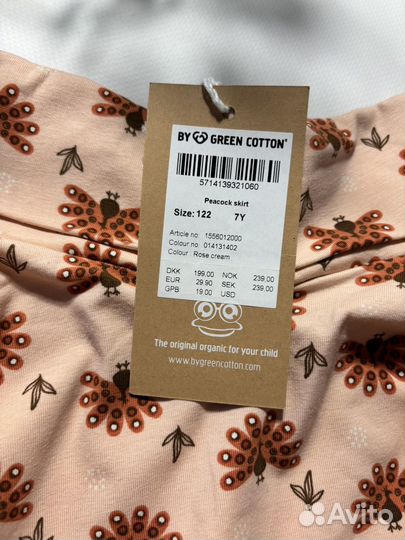 BY GREEN COTTON®
5714139321060
Peacock skirt
Size: 122 7Y
Article no: 1556012000
Colour no: 014131402
Colour: Rose cream
DKK 199.00 NOK 239.00
EUR 29.90 SEK 239.00
GPB 19.00 USD
The original organic for your child
www.bygreencotton.com
Avito